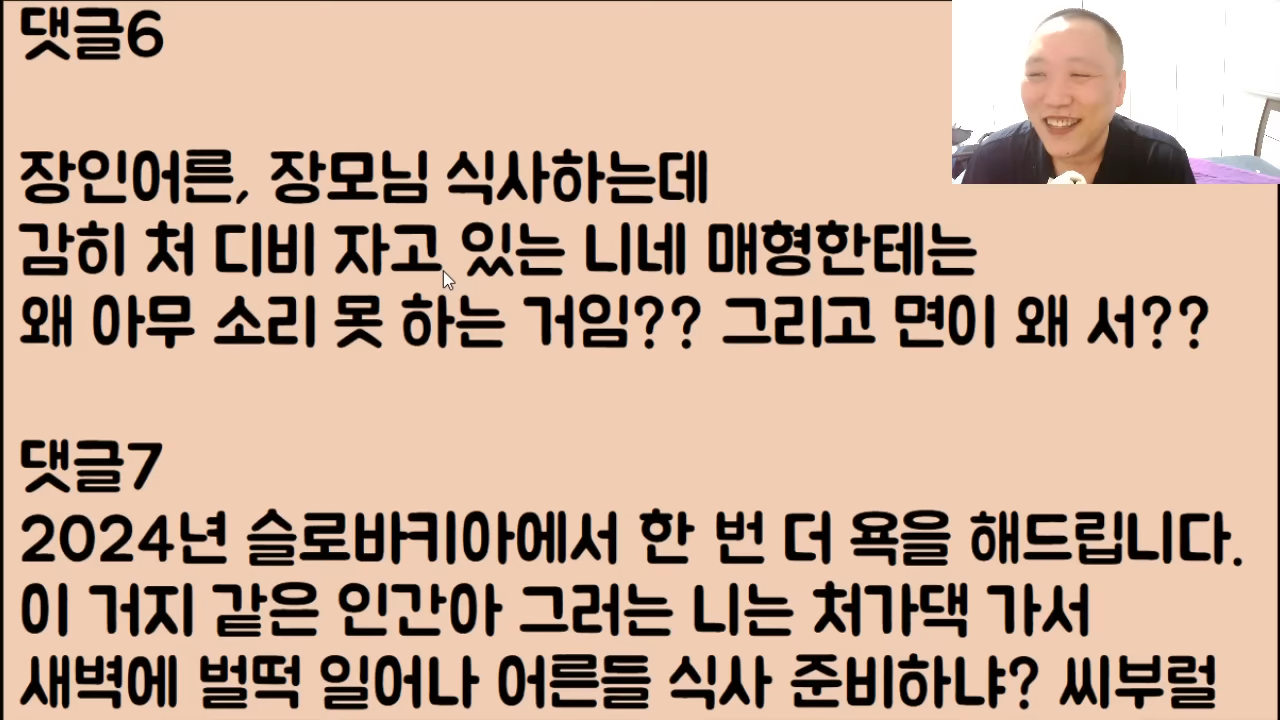 댓글6
장인어른, 장모님 식사하는데
감히 처 디비 자고 있는 니네 매형한테는
왜 아무 소리 못 하는 거임?? 그리고 면이 왜 서??
댓글7
2024년 슬로바키아에서 한 번 더 욕을 해드립니다.
이 거지 같은 인간아 그러는 니는 처가댁 가서
새벽에 벌떡 일어나 어른들 식사 준비하냐? 씨부럴